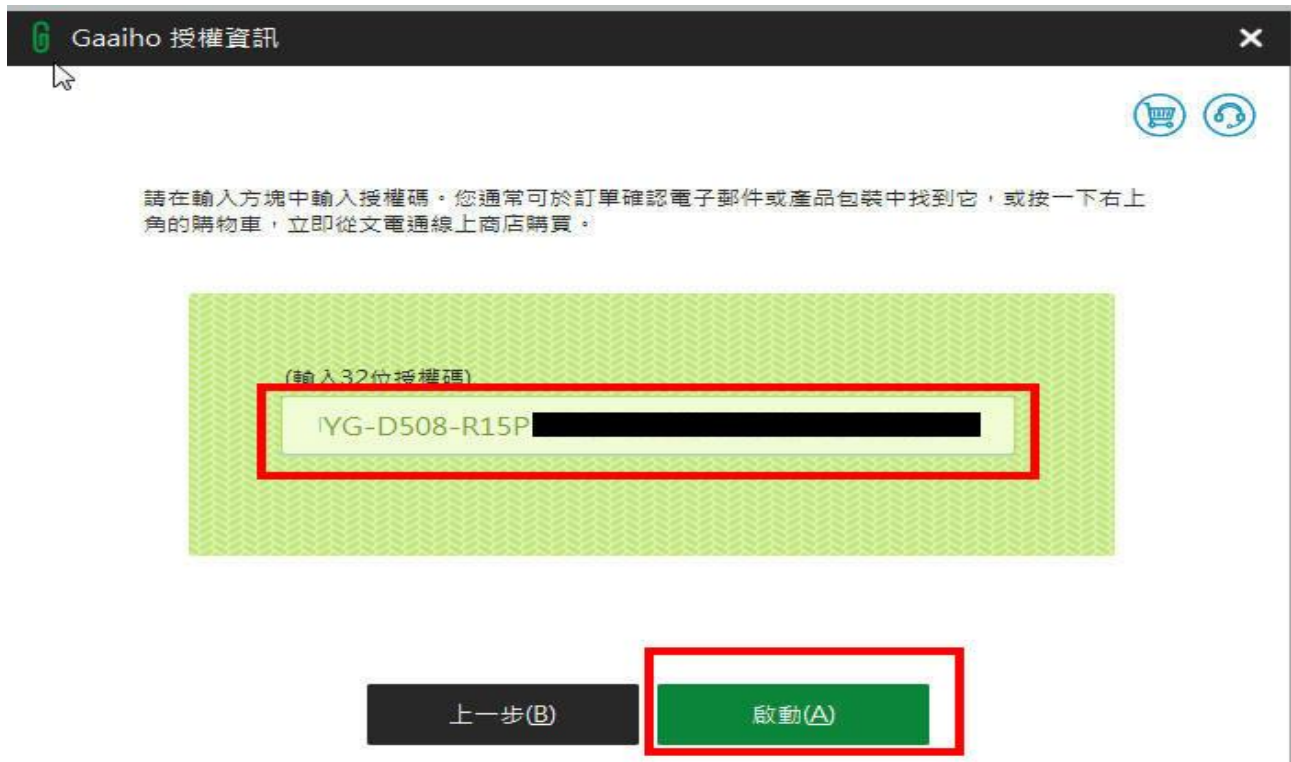 Gaaiho 授權資訊
請在輸入方塊中輸入授權碼。您通常可於訂單確認電子郵件或產品包裝中找到它，或按一下右上
角的購物車，立即從文電通線上商店購買。
(輸入32位授權碼)
YG-D508-R15P
上一步(B)
啟動(A)